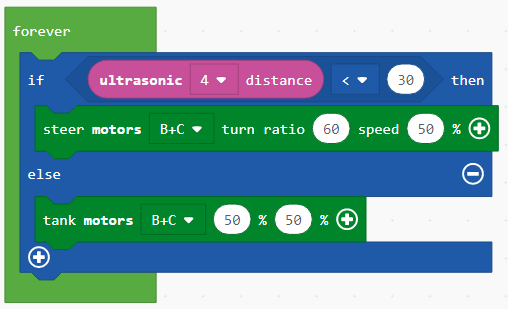 forever
if ultrasonic 4 distance < 30 then
steer motors B+C turn ratio 60 speed 50 %
else
tank motors B+C 50 % 50 %